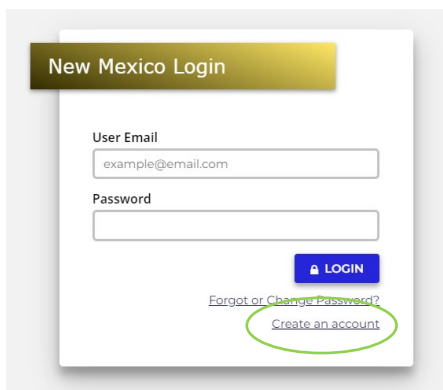 New Mexico Login
User Email
example@email.com
Password
LOGIN
Forgot or Change Password?
Create an account